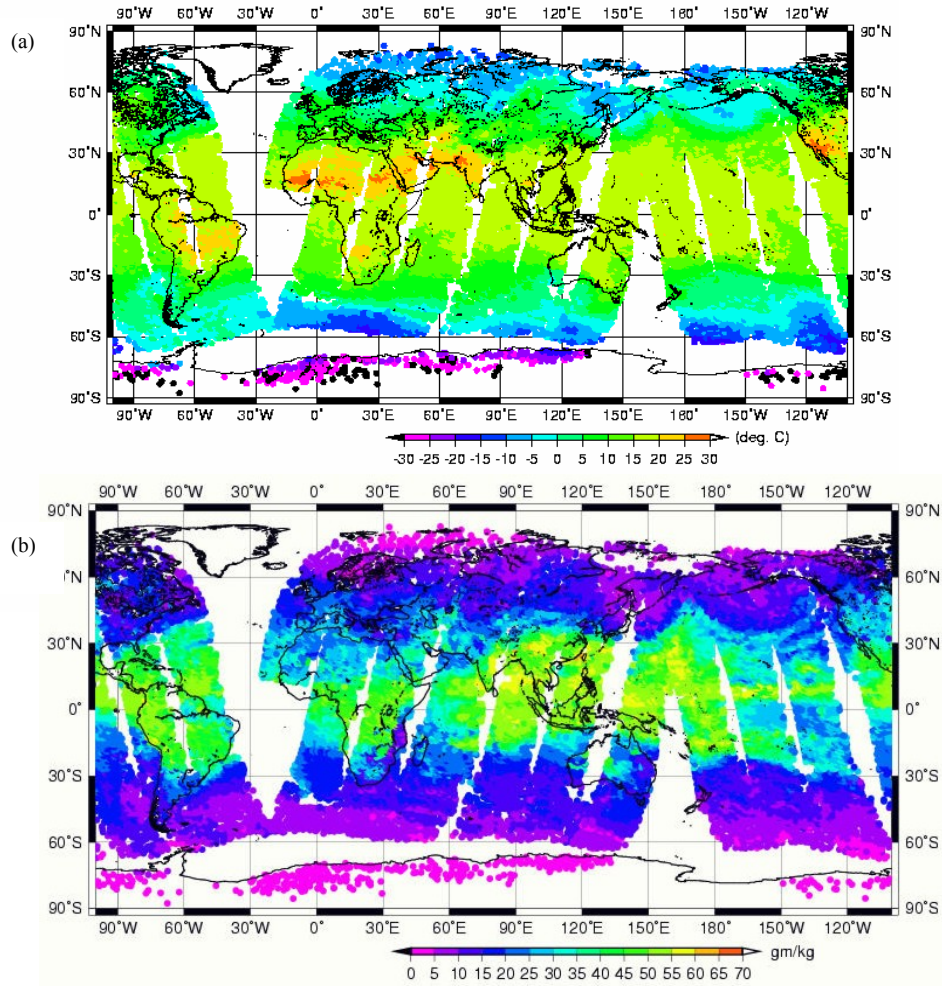 (a)
90°W 60°W 30°W 0° 30°E 60°E 90°E 120°E 150°E 180° 150°W 120°W
90°N 90°N
60°N 60°N
30°N 30°N
0° 0°
30°S 30°S
60°S 60°S
90°S 90°S
90°W 60°W 30°W 0° 30°E 60°E 90°E 120°E 150°E 180° 150°W 120°W
(deg. C)
-30 -25 -20 -15 -10 -5 0 5 10 15 20 25 30
90°W 60°W 30°W 0° 30°E 60°E 90°E 120°E 150°E 180° 150°W 120°W
90°N 90°N
(b)
60°N 60°N
30°N 30°N
0° 0°
30°S 30°S
60°S 60°S
90°S 90°S
90°W 60°W 30°W 0° 30°E 60°E 90°E 120°E 150°E 180° 150°W 120°W
gm/kg
0 5 10 15 20 25 30 35 40 45 50 55 60 65 70